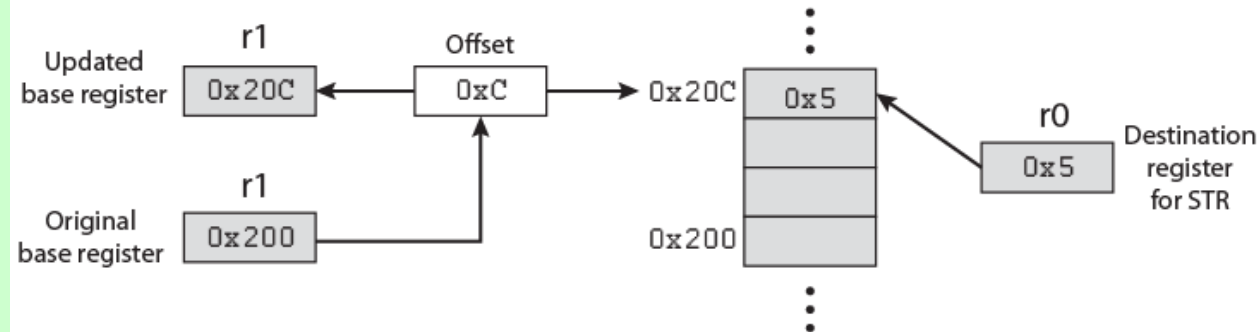 Updated
base register
r1
0x20C
Offset
0xC
0x20C
0x5
r0
0x5
Destination
register
for STR
Original
base register
r1
0x200
0x200